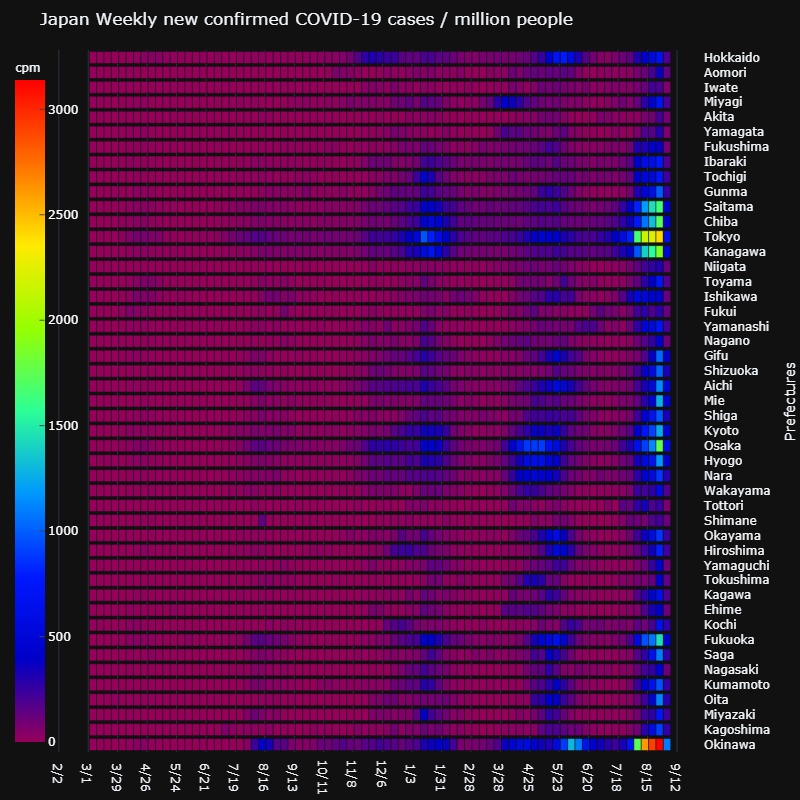 Japan Weekly new confirmed COVID-19 cases / million people
cpm
3000
2500
2000
1500
1000
500
0
Hokkaido
Aomori
Iwate
Miyagi
Akita
Yamagata
Fukushima
Ibaraki
Tochigi
Gunma
Saitama
Chiba
Tokyo
Kanagawa
Niigata
Toyama
Ishikawa
Fukui
Yamanashi
Nagano
Gifu
Shizuoka
Aichi
Mie
Shiga
Kyoto
Osaka
Hyogo
Nara
Wakayama
Tottori
Shimane
Okayama
Hiroshima
Yamaguchi
Tokushima
Kagawa
Ehime
Kochi
Fukuoka
Saga
Nagasaki
Kumamoto
Oita
Miyazaki
Kagoshima
Okinawa
Prefectures
2/2
3/1
3/29
4/26
5/24
6/21
7/19
8/16
9/13
10/11
11/8
12/6
1/3
1/31
2/28
3/28
4/25
5/23
6/20
7/18
8/15
9/12